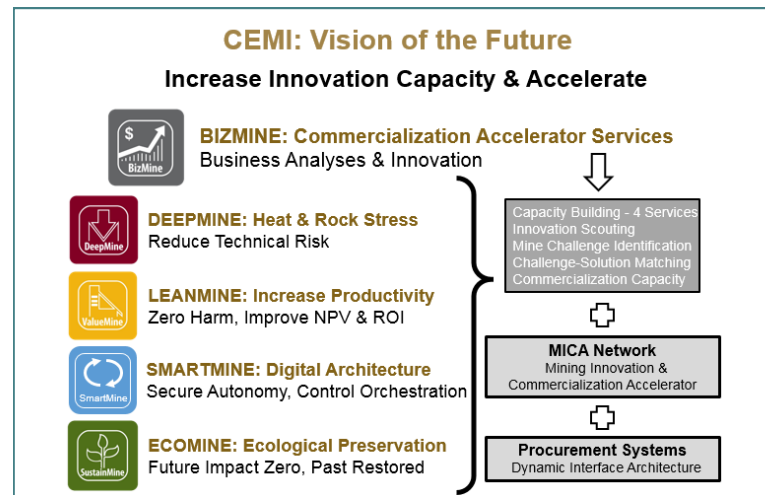 CEMI: Vision of the Future
Increase Innovation Capacity & Accelerate
$
BizMine
BIZMINE: Commercialization Accelerator Services
Business Analyses & Innovation
DeepMine
DEEPMINE: Heat & Rock Stress
Reduce Technical Risk
ValueMine
LEANMINE: Increase Productivity
Zero Harm, Improve NPV & ROI
SmartMine
SMARTMINE: Digital Architecture
Secure Autonomy, Control Orchestration
SustainMine
ECOMINE: Ecological Preservation
Future Impact Zero, Past Restored
Capacity Building - 4 Services
Innovation Scouting
Mine Challenge Identification
Challenge-Solution Matching
Commercialization Capacity
MICA Network
Mining Innovation &
Commercialization Accelerator
Procurement Systems
Dynamic Interface Architecture